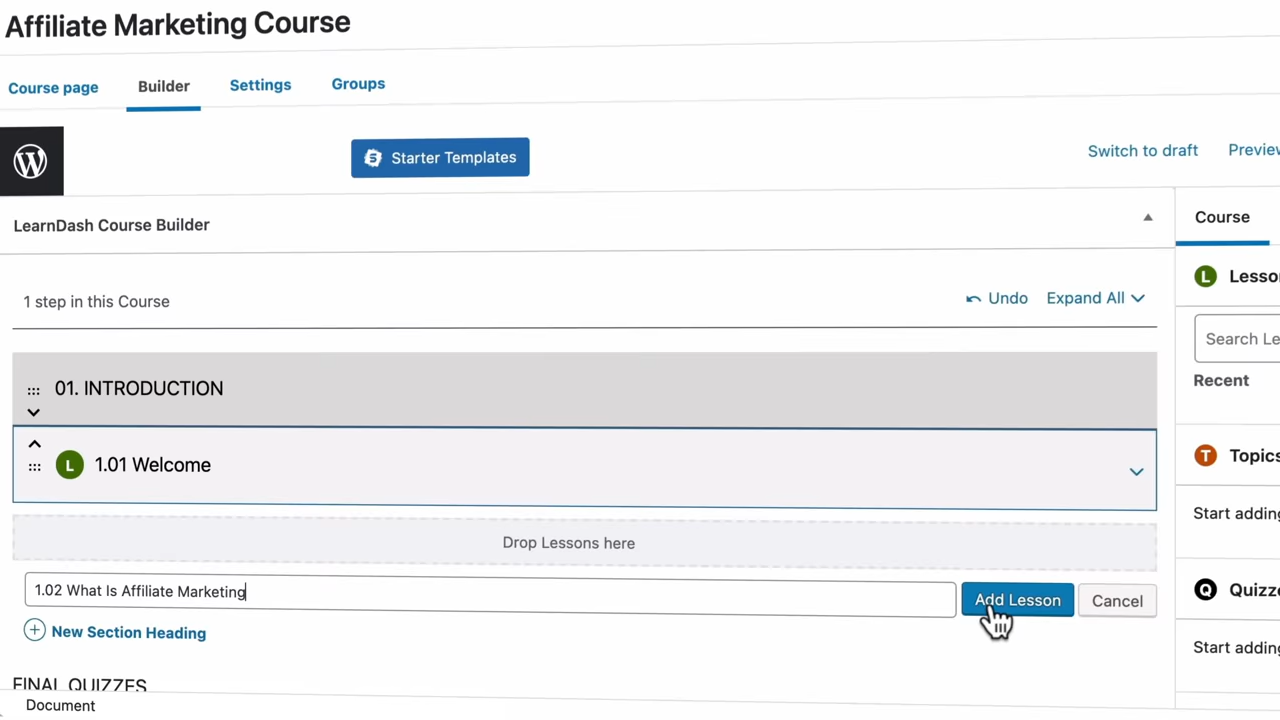 Affiliate Marketing Course
Course page Builder Settings Groups
Starter Templates
Switch to draft Preview
LearnDash Course Builder
Course
1 step in this Course
Undo Expand All
L Lesso
Search Le
Recent
01. INTRODUCTION
L 1.01 Welcome
T Topics
Start adding
Drop Lessons here
1.02 What Is Affiliate Marketing
Add Lesson Cancel
Q Quizze
New Section Heading
Start adding
FINAL QUIZZES
Document